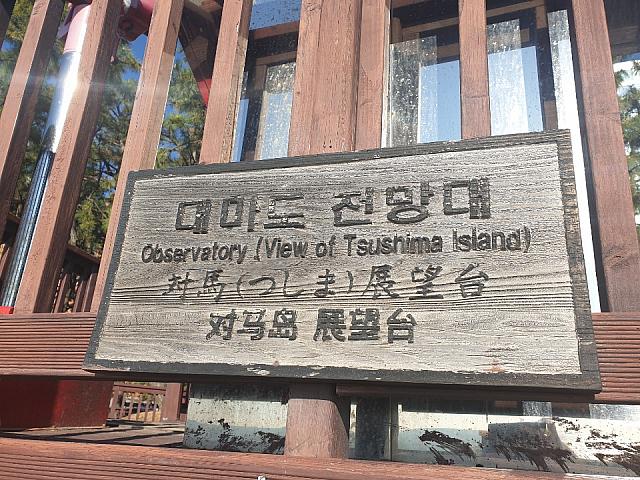 대마도 전망대
Observatory (View of Tsushima Island)
対馬(つしま)展望台
对马岛 展望台